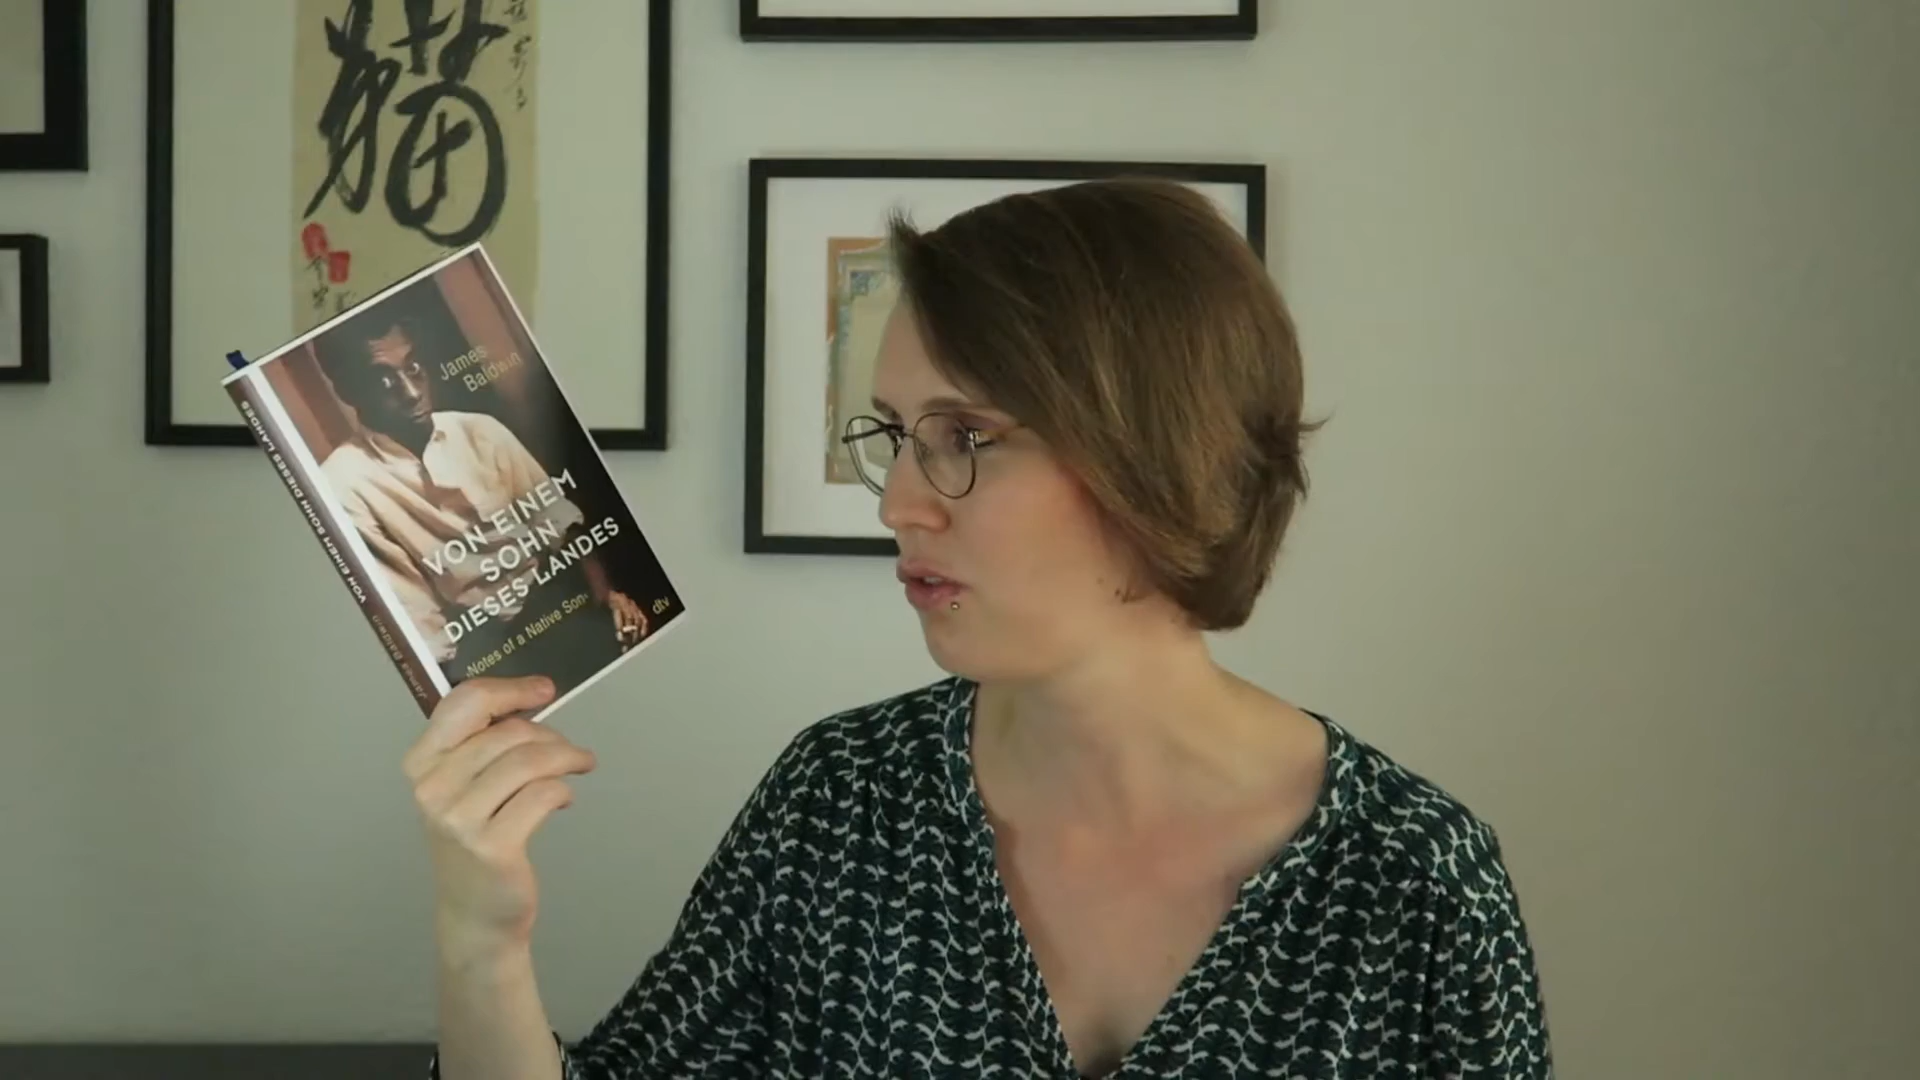 猫
James
Baldwin
VON EINEM
SOHN
DIESES LANDES
›Notes of a Native Son‹
dtv
VON EINEM SOHN DIESES LANDES
James Baldwin